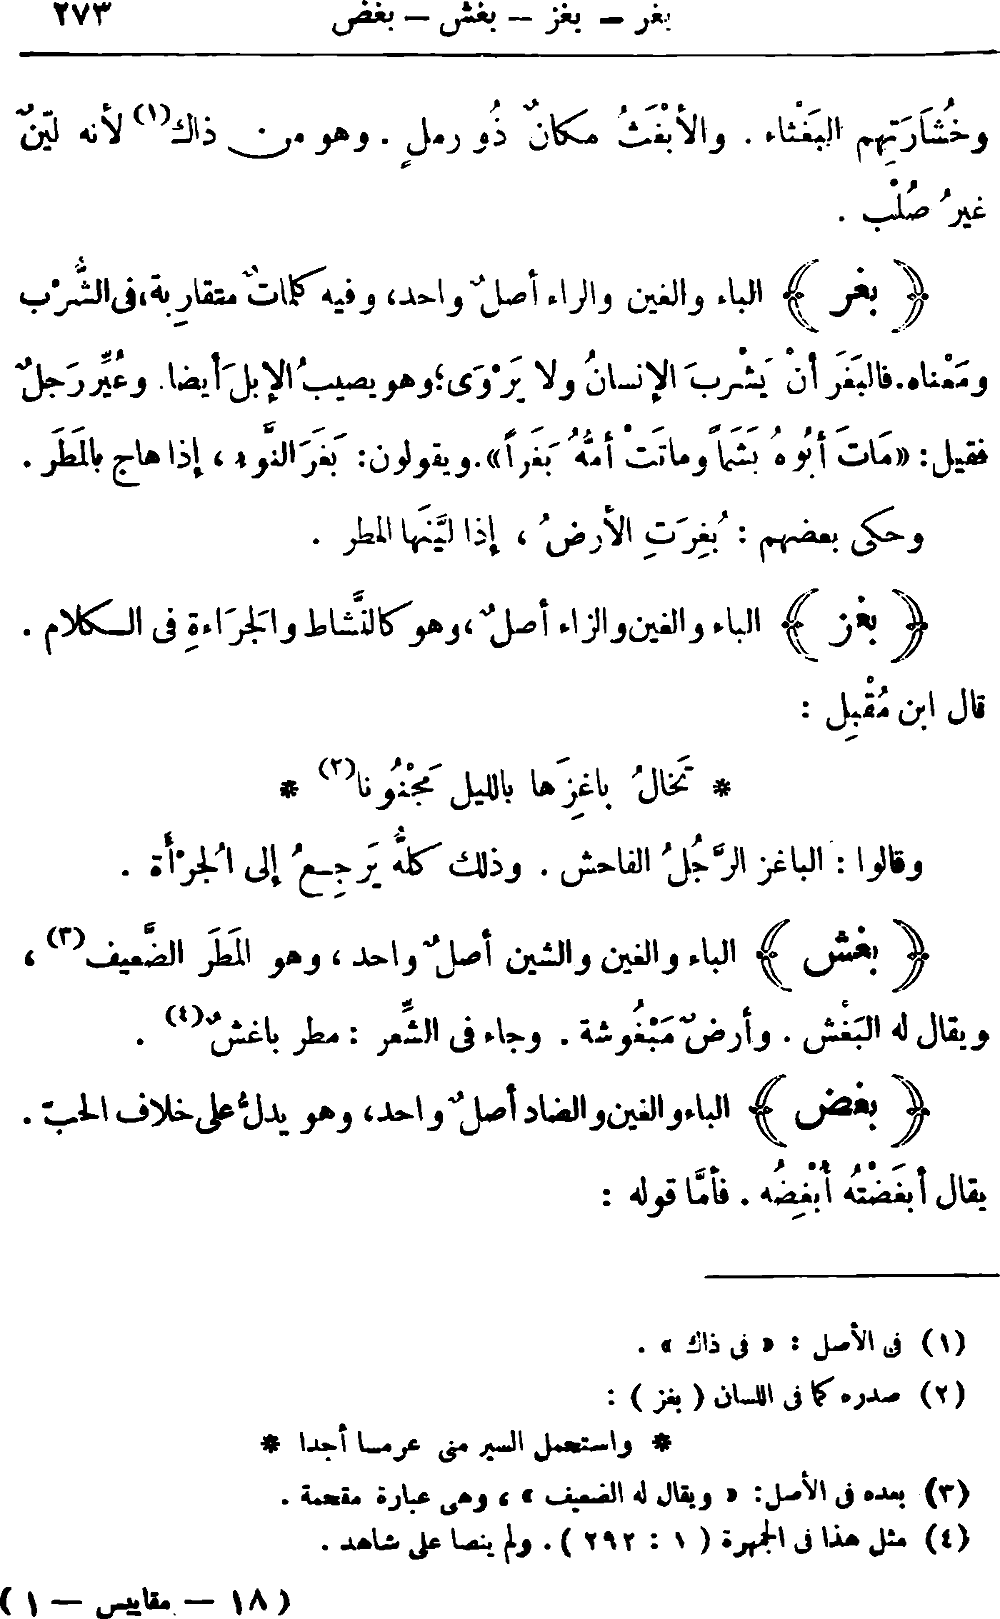 بغر – بغز – بغش – بغض ٢٧٣
وخُشَارَتِهِم البَغْثاء . والأبْغَثُ مكانٌ ذُو رملٍ . وهو من ذاك(١) لأنه ليّنٌ
غيرُ صُلْب .
﴿ بغر ﴾ الباء والغين والراء أصلٌ واحد، وفيه كلماتٌ متقارِبة، فى الشُّرْب
ومَعْناه. فالبَغَر أنْ يَشْربَ الإنسانُ ولا يَرْوَى؛ وهو يصيبُ الإبلَ أيضا. وعُيِّر رَجلٌ
فقيل: «مَاتَ أبُوهُ بَشَماً وماتَتْ أمُّهُ بَغَراً». ويقولون: بَغَرَ النَّوء ، إذا هاج بالمَطَر .
وحكى بعضهم : بُغِرَتِ الأرضُ ، إذا ليَّنَها المطر .
﴿ بغز ﴾ الباء والغين والزاء أصلٌ، وهو كالنَّشاط والجَرَاءةِ فى الـكلام .
قال ابن مُقْبِل :
* تَخالُ باغِزَها بالليل مَجْنُونا(٢) *
وقالوا : الباغز الرَّجُلُ الفاحش . وذلك كلُّه يَرجِعُ إلى الجُرْأة .
﴿ بغش ﴾ الباء والغين والشين أصلٌ واحد ، وهو المَطَر الضَّعيف(٣) ،
ويقال له البَغْش . وأرضٌ مَبْغُوشة . وجاء فى الشِّعر : مطر باغشٌ(٤) .
﴿ بغض ﴾ الباء والغين والضاد أصلٌ واحد، وهو يدلُّ على خلاف الحبّ .
يقال أبغَضْتُه أُبْغِضُه . فأمَّا قوله :
(١) فى الأصل : « فى ذاك » .
(٢) صدره كما فى اللسان ( بغز ) :
* واستحمل السير منى عرمسا أجدا *
(٣) بعده فى الأصل: « ويقال له الضعيف » ، وهى عبارة مقحمة .
(٤) مثل هذا فى الجمهرة ( ١ : ٢٩٢ ) . ولم ينصا على شاهد .
( ١٨ – مقاييس – ١ )